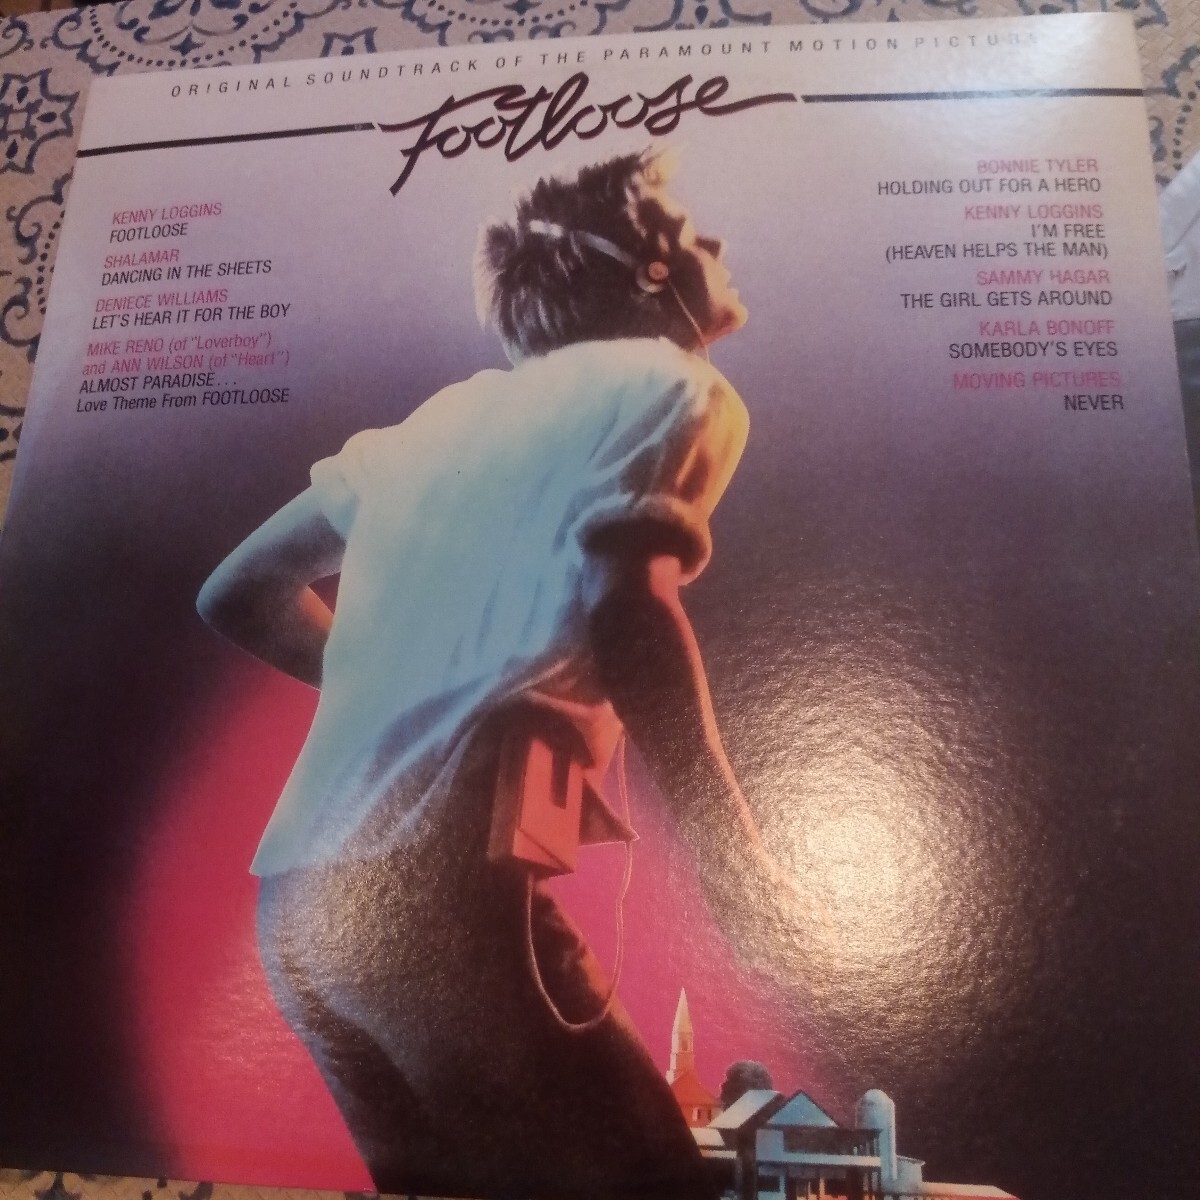 ORIGINAL SOUNDTRACK OF THE PARAMOUNT MOTION PICTURE
Footloose
KENNY LOGGINS
FOOTLOOSE
SHALAMAR
DANCING IN THE SHEETS
DENIECE WILLIAMS
LET'S HEAR IT FOR THE BOY
MIKE RENO (of "Loverboy")
and ANN WILSON (of "Heart")
ALMOST PARADISE...
Love Theme From FOOTLOOSE
BONNIE TYLER
HOLDING OUT FOR A HERO
KENNY LOGGINS
I'M FREE
(HEAVEN HELPS THE MAN)
SAMMY HAGAR
THE GIRL GETS AROUND
KARLA BONOFF
SOMEBODY'S EYES
MOVING PICTURES
NEVER